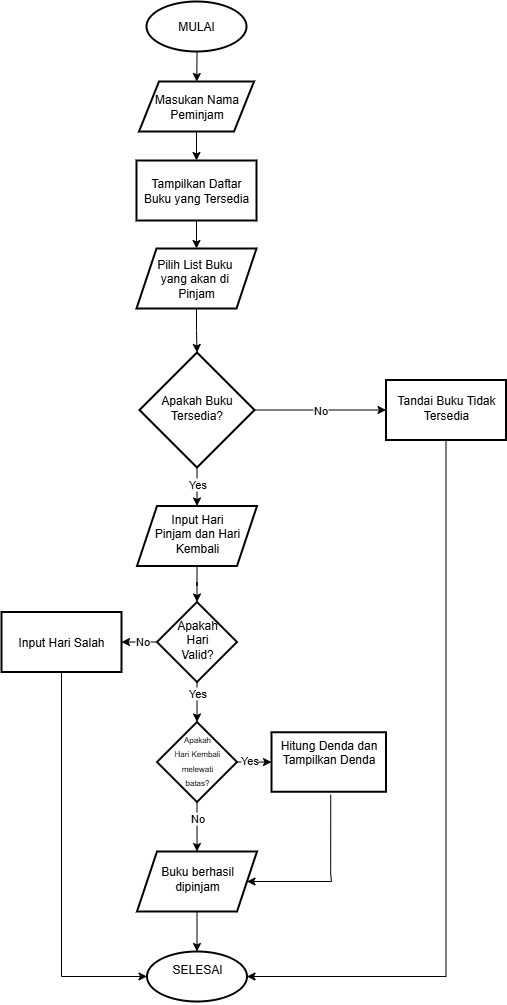 MULAI
Masukan Nama
Peminjam
Tampilkan Daftar
Buku yang Tersedia
Pilih List Buku
yang akan di
Pinjam
Apakah Buku
Tersedia?
No
Tandai Buku Tidak
Tersedia
Yes
Input Hari
Pinjam dan Hari
Kembali
Apakah
Hari
Valid?
No
Input Hari Salah
Yes
Apakah
Hari Kembali
melewati
batas?
Yes
Hitung Denda dan
Tampilkan Denda
No
Buku berhasil
dipinjam
SELESAI